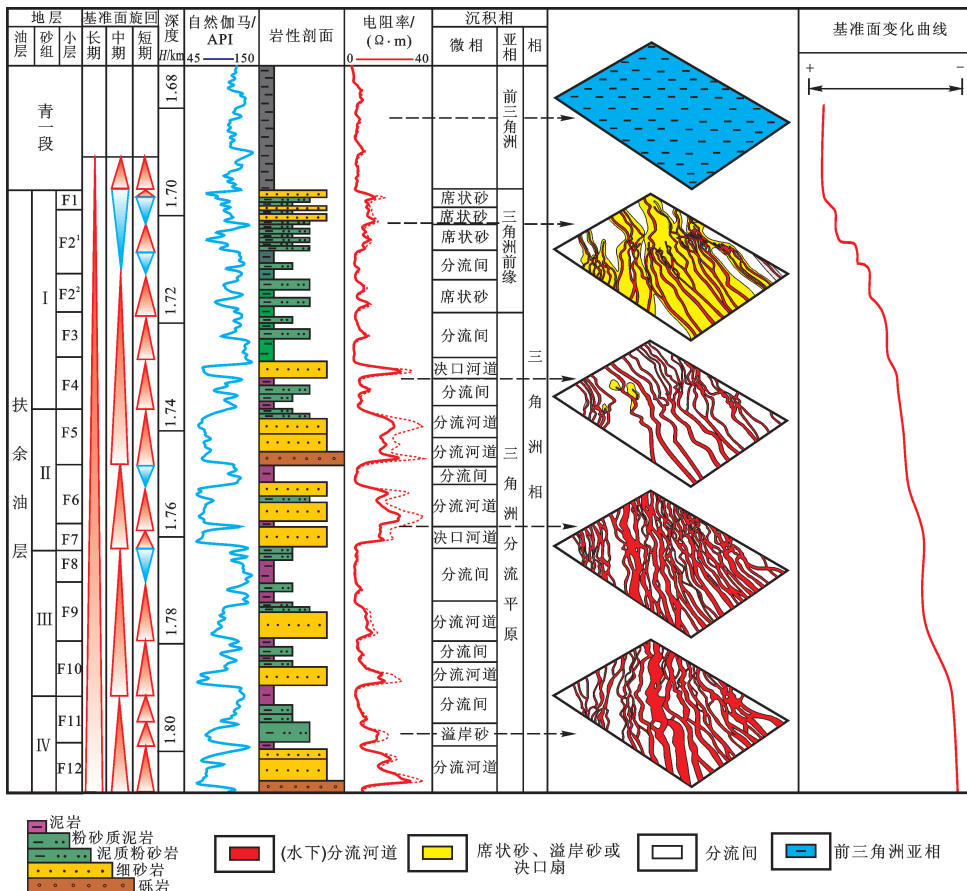 地层
基准面旋回
深度
H/km
自然伽马/
API
45 150
岩性剖面
电阻率/
(Ω·m)
0 40
沉积相
基准面变化曲线
油层
砂组
小层
长期
中期
短期
微相
亚相
相
+ −
青一段
扶余油层
I
II
III
IV
F1
F2¹
F2²
F3
F4
F5
F6
F7
F8
F9
F10
F11
F12
1.68
1.70
1.72
1.74
1.76
1.78
1.80
席状砂
席状砂
席状砂
分流间
席状砂
分流间
决口河道
分流间
分流河道
分流河道
分流间
分流河道
决口河道
分流间
分流河道
分流间
分流河道
分流间
溢岸砂
分流河道
前三角洲
三角洲前缘
三角洲分流平原
三角洲相
泥岩
粉砂质泥岩
泥质粉砂岩
细砂岩
砾岩
(水下)分流河道
席状砂、溢岸砂或
决口扇
分流间
前三角洲亚相